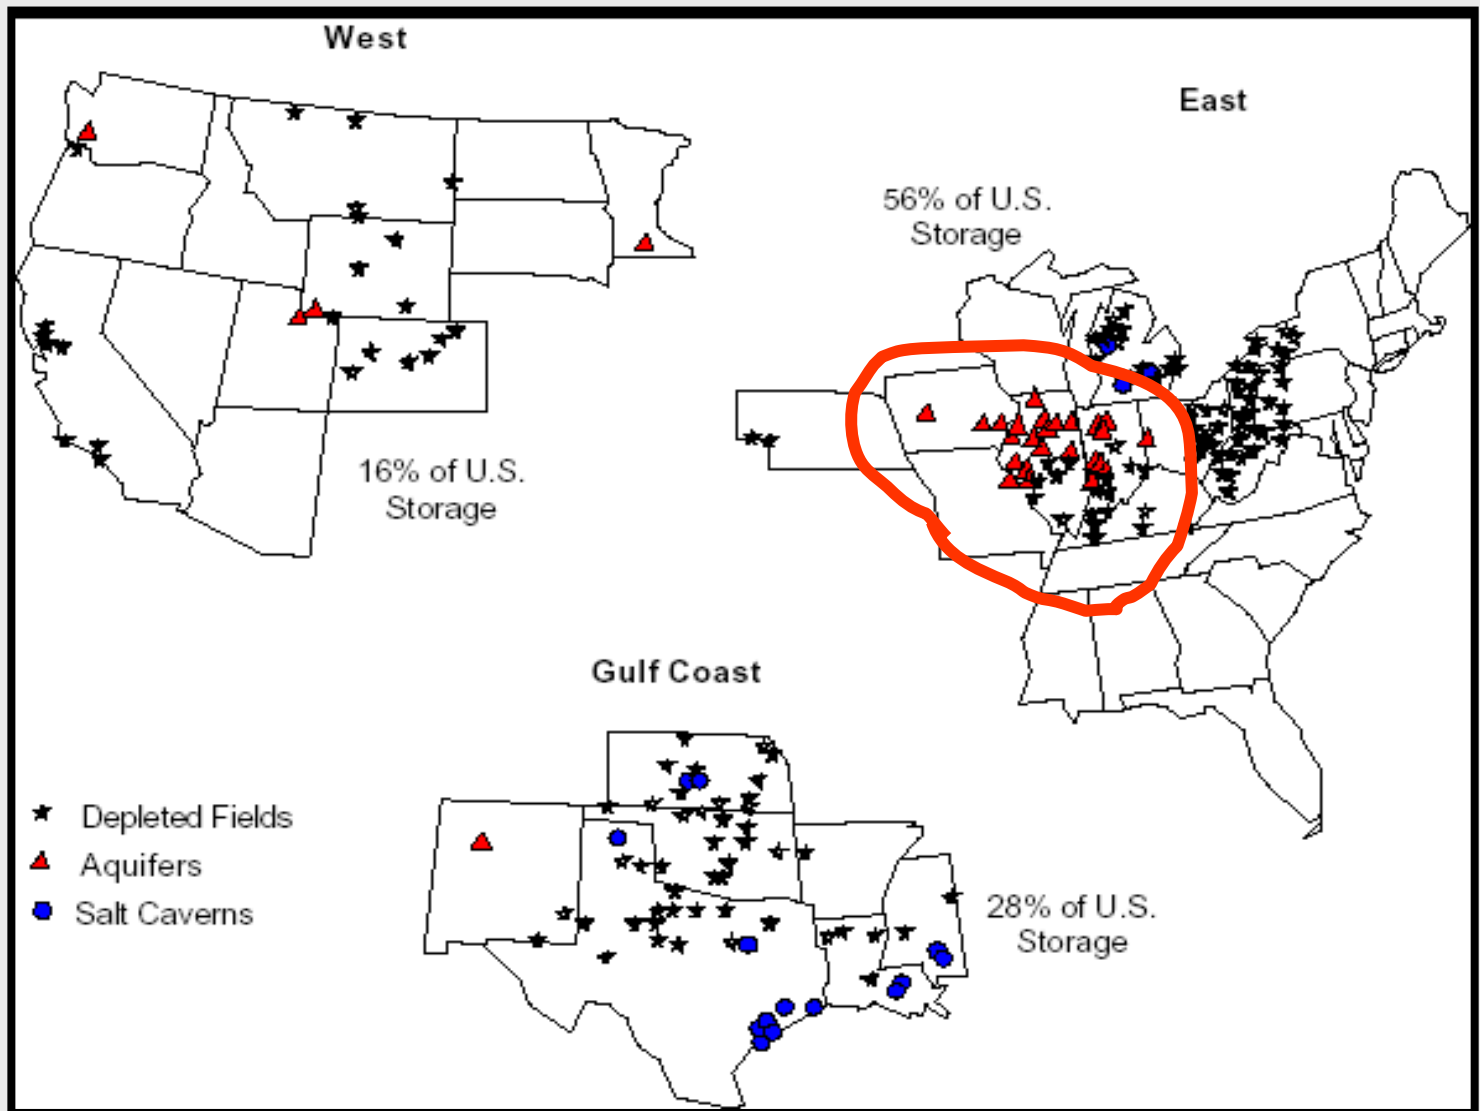 West
East
56% of U.S.
Storage
16% of U.S.
Storage
Gulf Coast
Depleted Fields
Aquifers
Salt Caverns
28% of U.S.
Storage